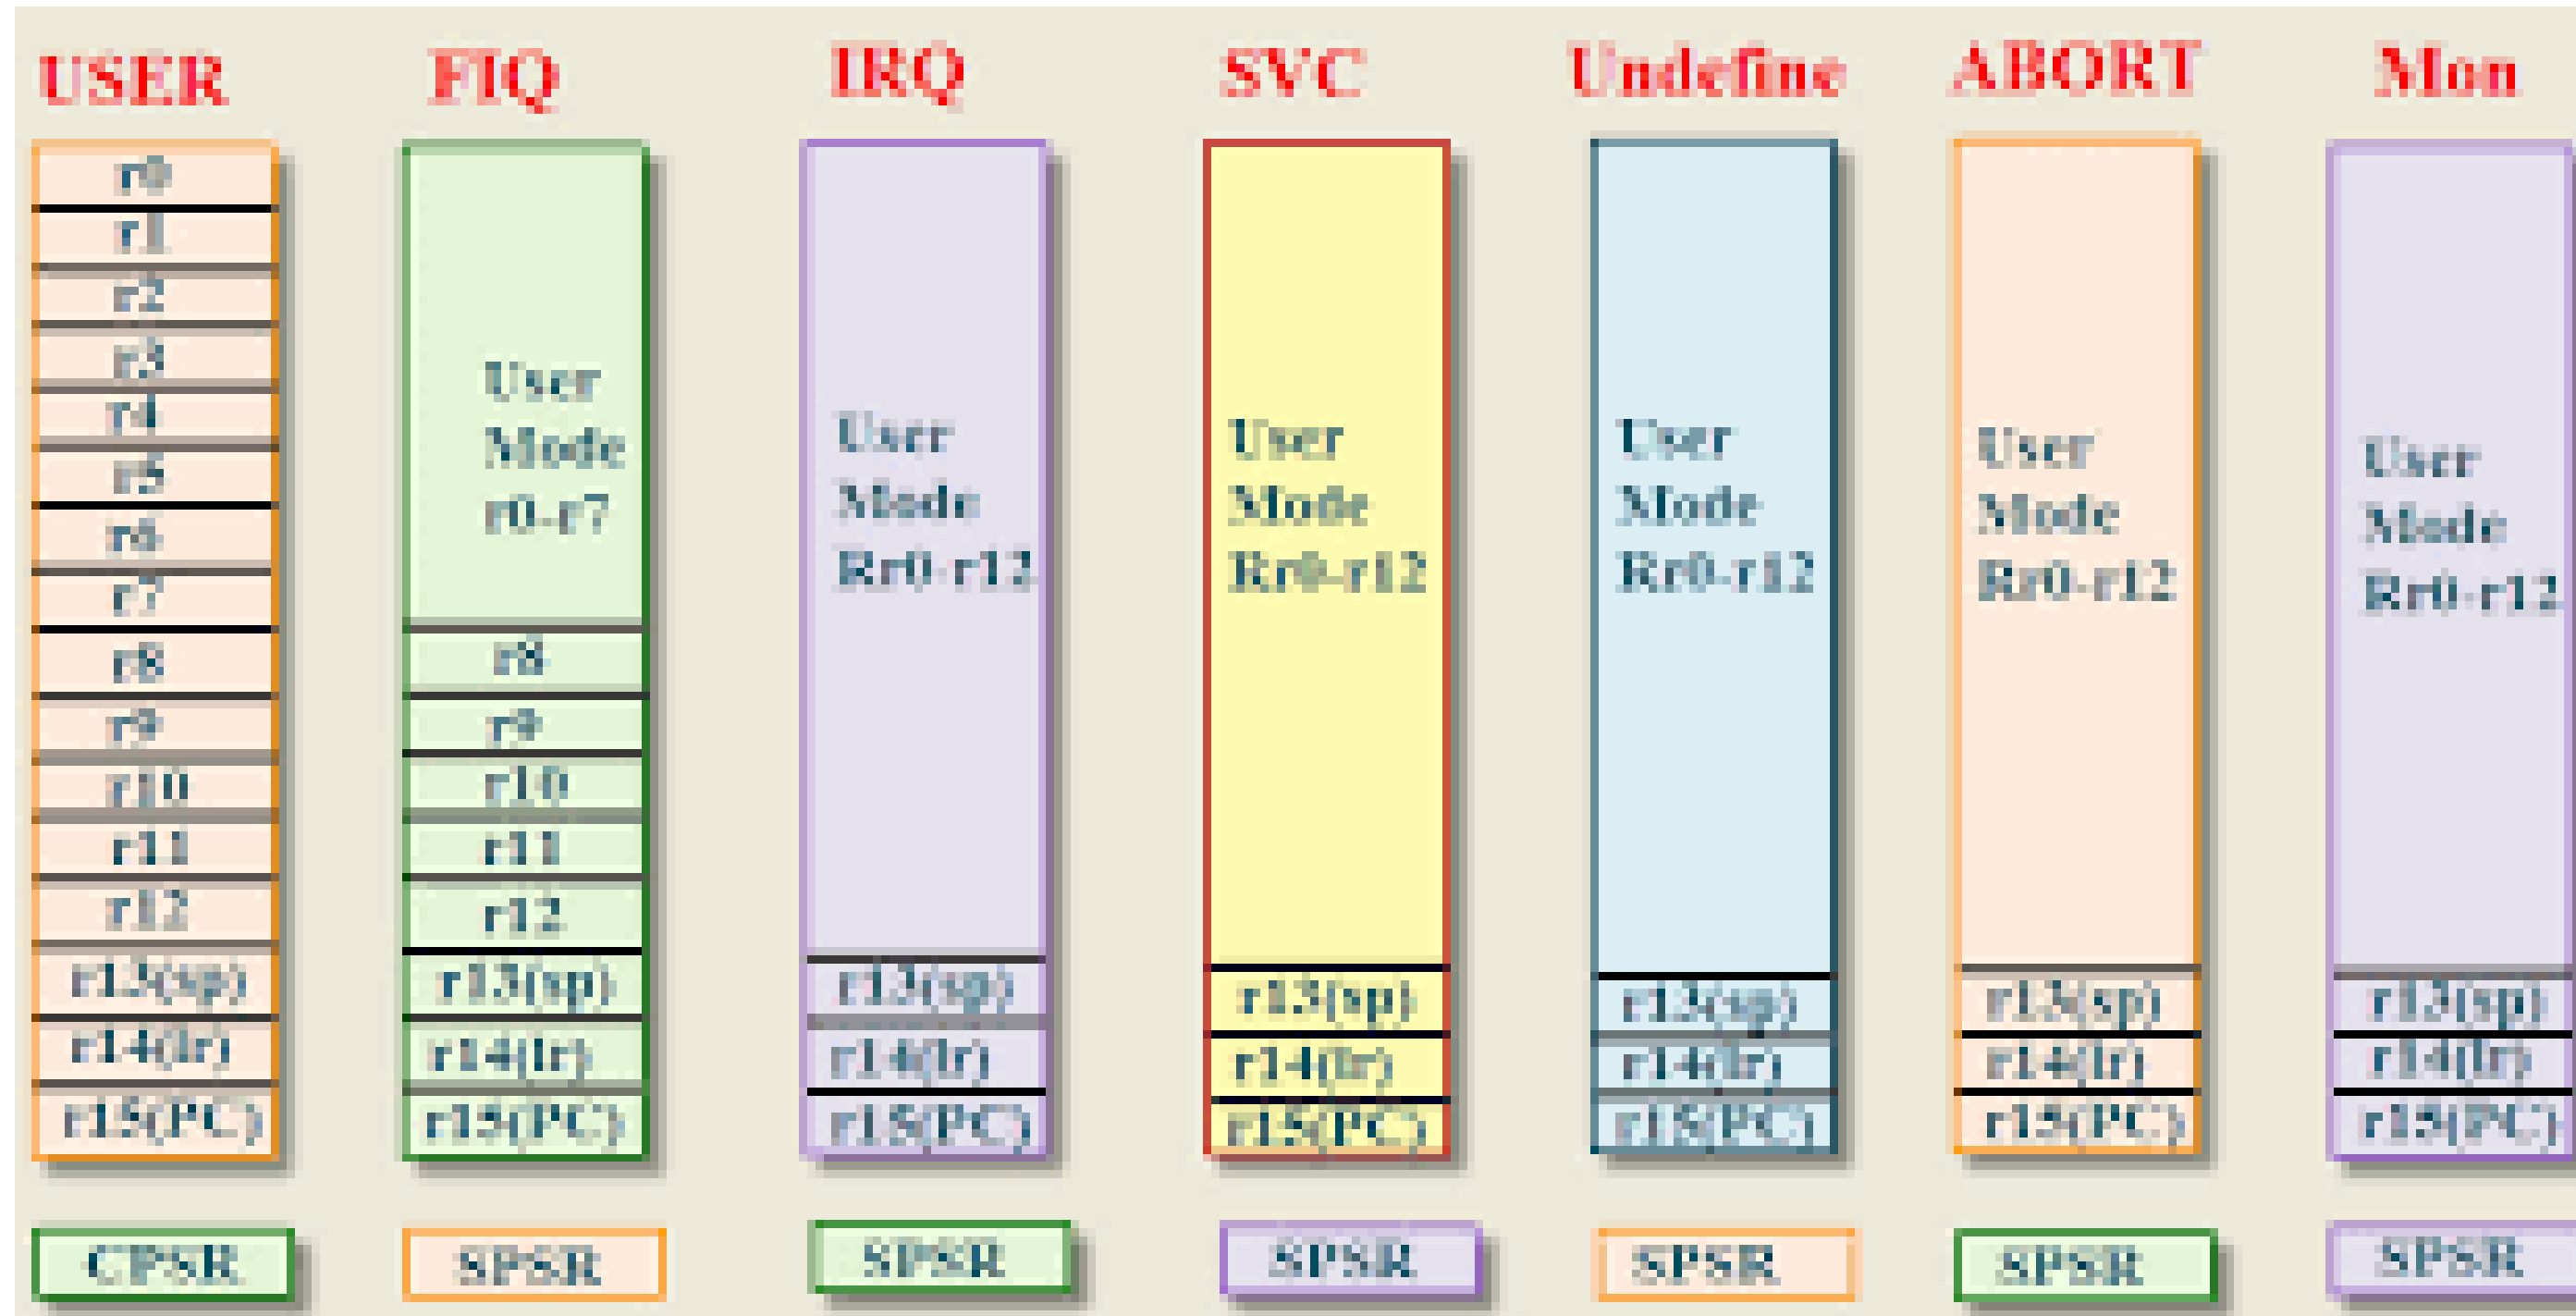 USER
FIQ
IRQ
SVC
Undefine
ABORT
Mon
r0
r1
r2
r3
r4
r5
r6
r7
r8
r9
r10
r11
r12
r13(sp)
r14(lr)
r15(PC)
CPSR
User
Mode
r0-r7
r8
r9
r10
r11
r12
r13(sp)
r14(lr)
r15(PC)
SPSR
User
Mode
Rr0-r12
r13(sp)
r14(lr)
r15(PC)
SPSR
User
Mode
Rr0-r12
r13(sp)
r14(lr)
r15(PC)
SPSR
User
Mode
Rr0-r12
r13(sp)
r14(lr)
r15(PC)
SPSR
User
Mode
Rr0-r12
r13(sp)
r14(lr)
r15(PC)
SPSR
User
Mode
Rr0-r12
r13(sp)
r14(lr)
r15(PC)
SPSR